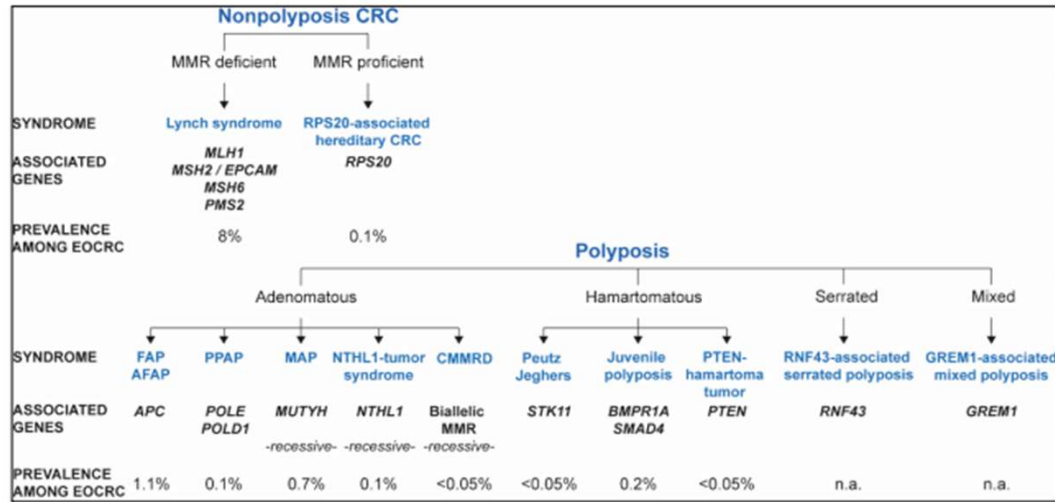 Nonpolyposis CRC
MMR deficient MMR proficient
SYNDROME Lynch syndrome RPS20-associated
hereditary CRC
ASSOCIATED GENES MLH1 RPS20
MSH2 / EPCAM
MSH6
PMS2
PREVALENCE AMONG EOCRC 8% 0.1%
Polyposis
Adenomatous Hamartomatous Serrated Mixed
SYNDROME FAP PPAP MAP NTHL1-tumor CMMRD Peutz Juvenile PTEN- RNF43-associated GREM1-associated
AFAP syndrome Jeghers polyposis hamartoma serrated polyposis mixed polyposis
tumor
ASSOCIATED APC POLE MUTYH NTHL1 Biallelic STK11 BMPR1A PTEN RNF43 GREM1
GENES POLD1 MMR SMAD4
-recessive- -recessive- -recessive-
PREVALENCE AMONG EOCRC 1.1% 0.1% 0.7% 0.1% <0.05% <0.05% 0.2% <0.05% n.a. n.a.